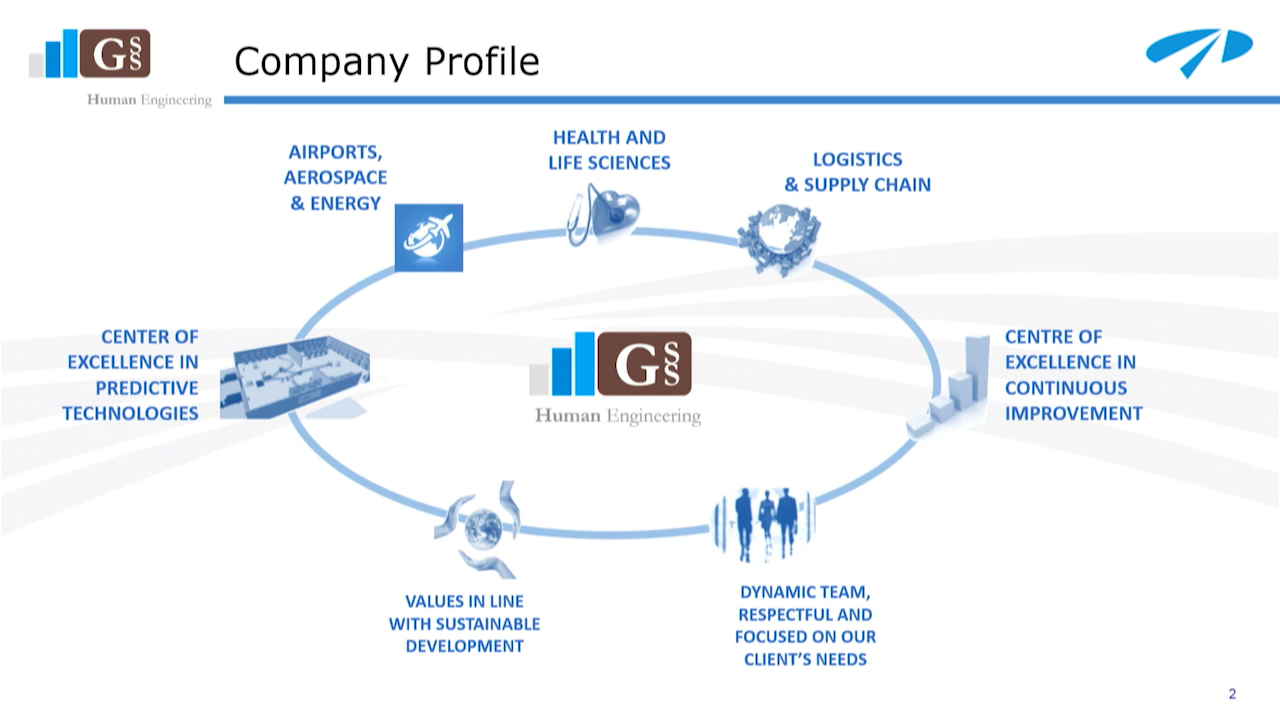 G§§
Human Engineering
Company Profile
AIRPORTS,
AEROSPACE
& ENERGY
HEALTH AND
LIFE SCIENCES
LOGISTICS
& SUPPLY CHAIN
CENTER OF
EXCELLENCE IN
PREDICTIVE
TECHNOLOGIES
G§§
Human Engineering
CENTRE OF
EXCELLENCE IN
CONTINUOUS
IMPROVEMENT
VALUES IN LINE
WITH SUSTAINABLE
DEVELOPMENT
DYNAMIC TEAM,
RESPECTFUL AND
FOCUSED ON OUR
CLIENT’S NEEDS
2